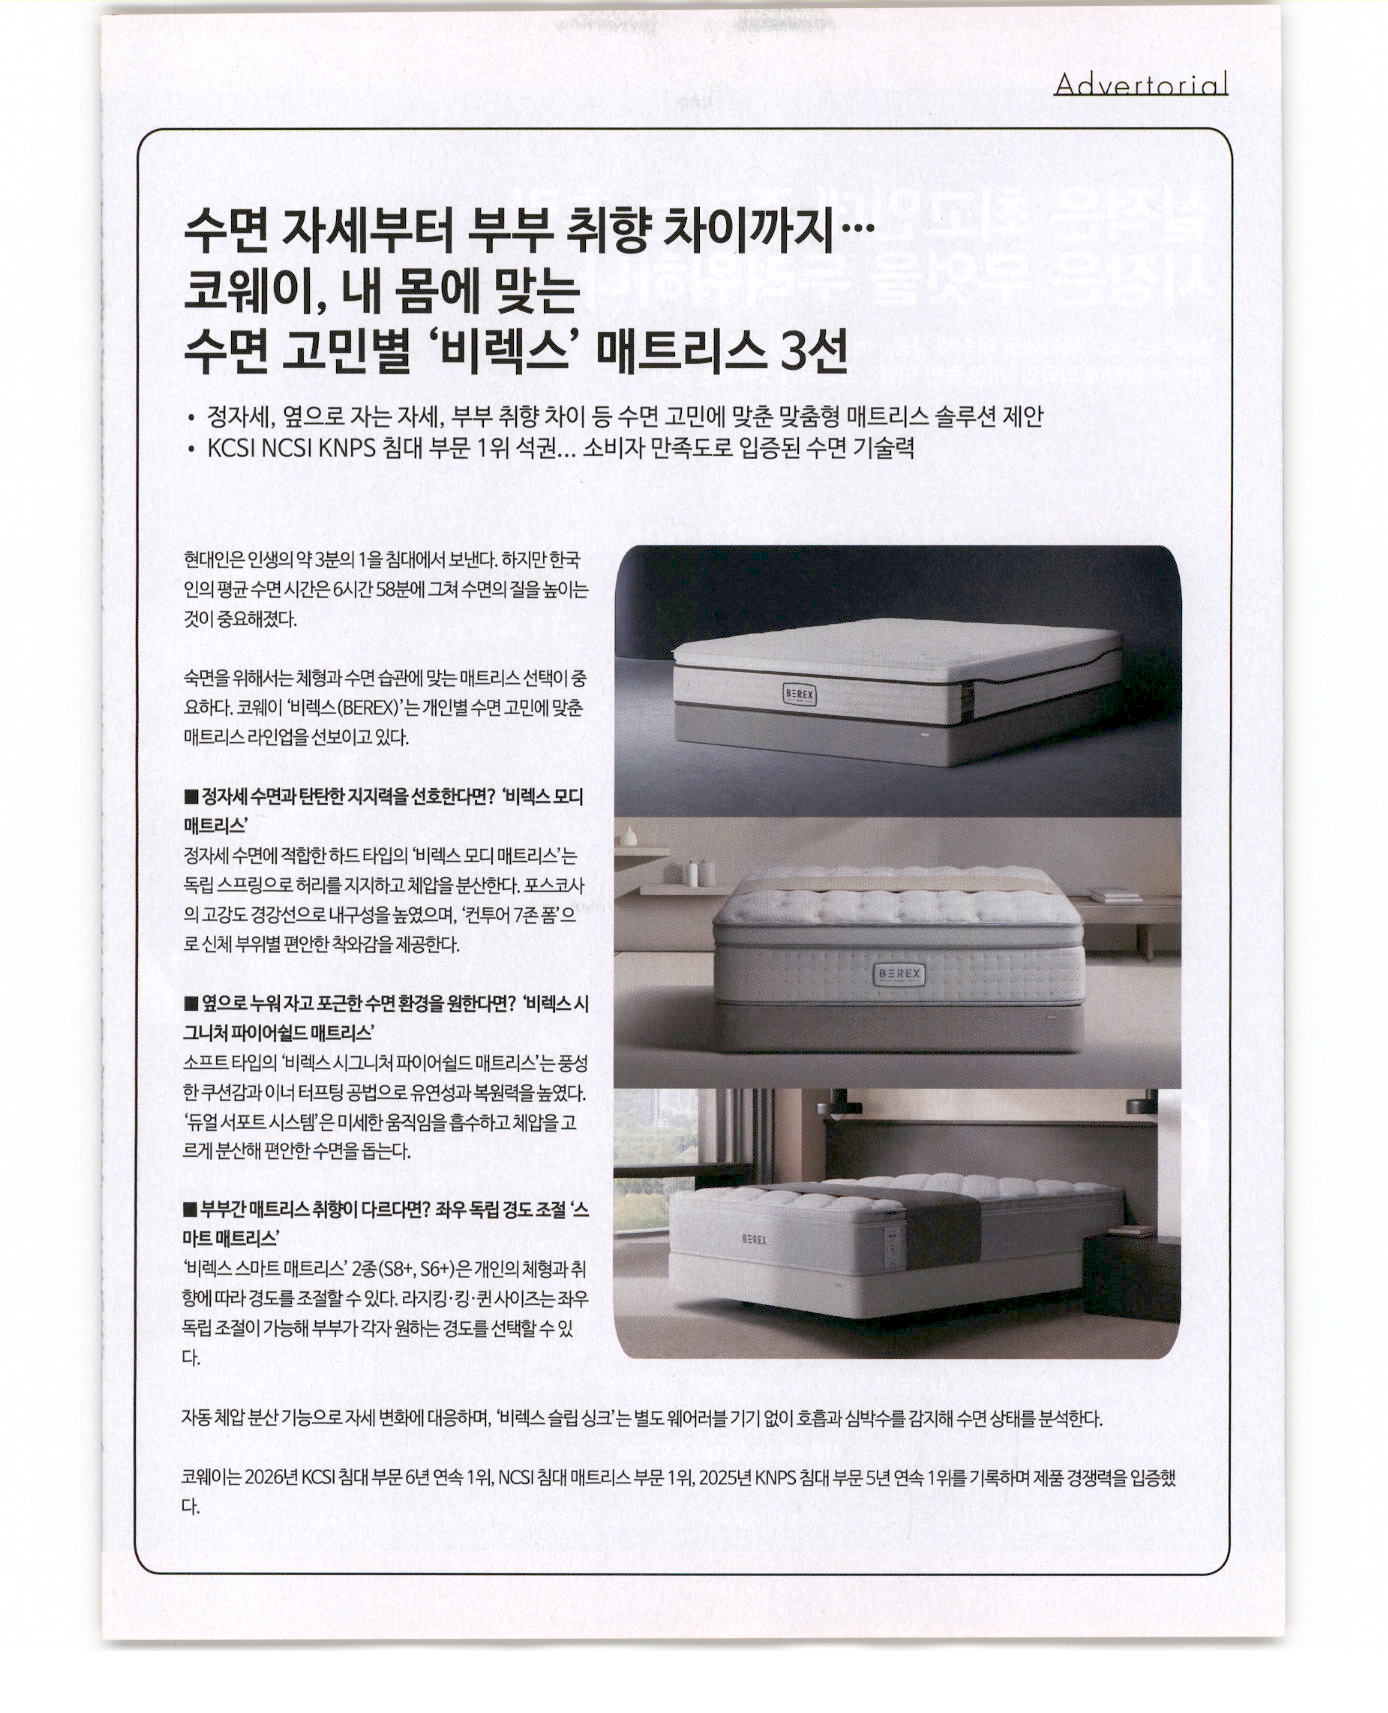 Advertorial
수면 자세부터 부부 취향 차이까지…
코웨이, 내 몸에 맞는
수면 고민별 ‘비렉스’ 매트리스 3선
• 정자세, 옆으로 자는 자세, 부부 취향 차이 등 수면 고민에 맞춘 맞춤형 매트리스 솔루션 제안
• KCSI NCSI KNPS 침대 부문 1위 석권... 소비자 만족도로 입증된 수면 기술력
현대인은 인생의 약 3분의 1을 침대에서 보낸다. 하지만 한국
인의 평균 수면 시간은 6시간 58분에 그쳐 수면의 질을 높이는
것이 중요해졌다.
숙면을 위해서는 체형과 수면 습관에 맞는 매트리스 선택이 중
요하다. 코웨이 ‘비렉스(BEREX)’는 개인별 수면 고민에 맞춘
매트리스 라인업을 선보이고 있다.
■ 정자세 수면과 탄탄한 지지력을 선호한다면? ‘비렉스 모디
매트리스’
정자세 수면에 적합한 하드 타입의 ‘비렉스 모디 매트리스’는
독립 스프링으로 허리를 지지하고 체압을 분산한다. 포스코사
의 고강도 경강선으로 내구성을 높였으며, ‘컨투어 7존 폼’으
로 신체 부위별 편안한 착와감을 제공한다.
■ 옆으로 누워 자고 포근한 수면 환경을 원한다면? ‘비렉스 시
그니처 파이어쉴드 매트리스’
소프트 타입의 ‘비렉스 시그니처 파이어쉴드 매트리스’는 풍성
한 쿠션감과 이너 터프팅 공법으로 유연성과 복원력을 높였다.
‘듀얼 서포트 시스템’은 미세한 움직임을 흡수하고 체압을 고
르게 분산해 편안한 수면을 돕는다.
■ 부부간 매트리스 취향이 다르다면? 좌우 독립 경도 조절 ‘스
마트 매트리스’
‘비렉스 스마트 매트리스’ 2종(S8+, S6+)은 개인의 체형과 취
향에 따라 경도를 조절할 수 있다. 라지킹·킹·퀸 사이즈는 좌우
독립 조절이 가능해 부부가 각자 원하는 경도를 선택할 수 있
다.
BEREX
BEREX
BEREX
자동 체압 분산 기능으로 자세 변화에 대응하며, ‘비렉스 슬립 싱크’는 별도 웨어러블 기기 없이 호흡과 심박수를 감지해 수면 상태를 분석한다.
코웨이는 2026년 KCSI 침대 부문 6년 연속 1위, NCSI 침대 매트리스 부문 1위, 2025년 KNPS 침대 부문 5년 연속 1위를 기록하며 제품 경쟁력을 입증했
다.